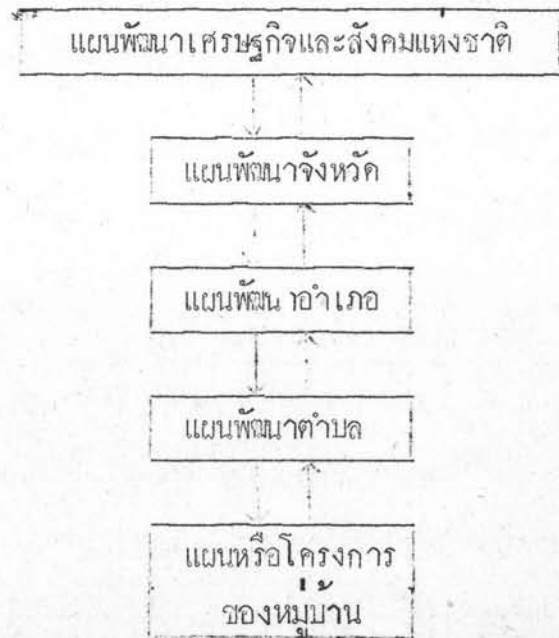 แผนพัฒนาเศรษฐกิจและสังคมแหงชาติ
แผนพัฒนาจังหวัด
แผนพัฒนาอำเภอ
แผนพัฒนาตำบล
แผนหรือโครงการ
ของหมู่บ้าน